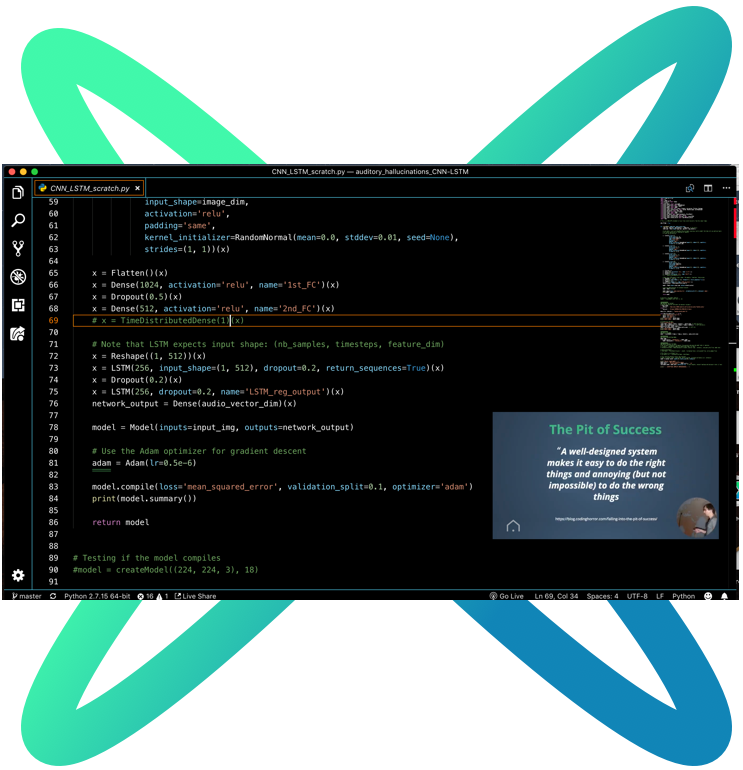 CNN_LSTM_scratch.py — auditory_hallucinations_CNN-LSTM
CNN_LSTM_scratch.py ×
59 input_shape=image_dim,
60 activation='relu',
61 padding='same',
62 kernel_initializer=RandomNormal(mean=0.0, stddev=0.01, seed=None),
63 strides=(1, 1))(x)
64
65 x = Flatten()(x)
66 x = Dense(1024, activation='relu', name='1st_FC')(x)
67 x = Dropout(0.5)(x)
68 x = Dense(512, activation='relu', name='2nd_FC')(x)
69 # x = TimeDistributedDense(1)(x)
70
71 # Note that LSTM expects input shape: (nb_samples, timesteps, feature_dim)
72 x = Reshape((1, 512))(x)
73 x = LSTM(256, input_shape=(1, 512), dropout=0.2, return_sequences=True)(x)
74 x = Dropout(0.2)(x)
75 x = LSTM(256, dropout=0.2, name='LSTM_reg_output')(x)
76 network_output = Dense(audio_vector_dim)(x)
77
78 model = Model(inputs=input_img, outputs=network_output)
79
80 # Use the Adam optimizer for gradient descent
81 adam = Adam(lr=0.5e-6)
82
83 model.compile(loss='mean_squared_error', validation_split=0.1, optimizer='adam')
84 print(model.summary())
85
86 return model
87
88
89 # Testing if the model compiles
90 #model = createModel((224, 224, 3), 18)
91
The Pit of Success
"A well-designed system
makes it easy to do the right
things and annoying (but not
impossible) to do the wrong
things
https://blog.codinghorror.com/falling-into-the-pit-of-success/
master Python 2.7.15 64-bit 16 1 Live Share Go Live Ln 69, Col 34 Spaces: 4 UTF-8 LF Python